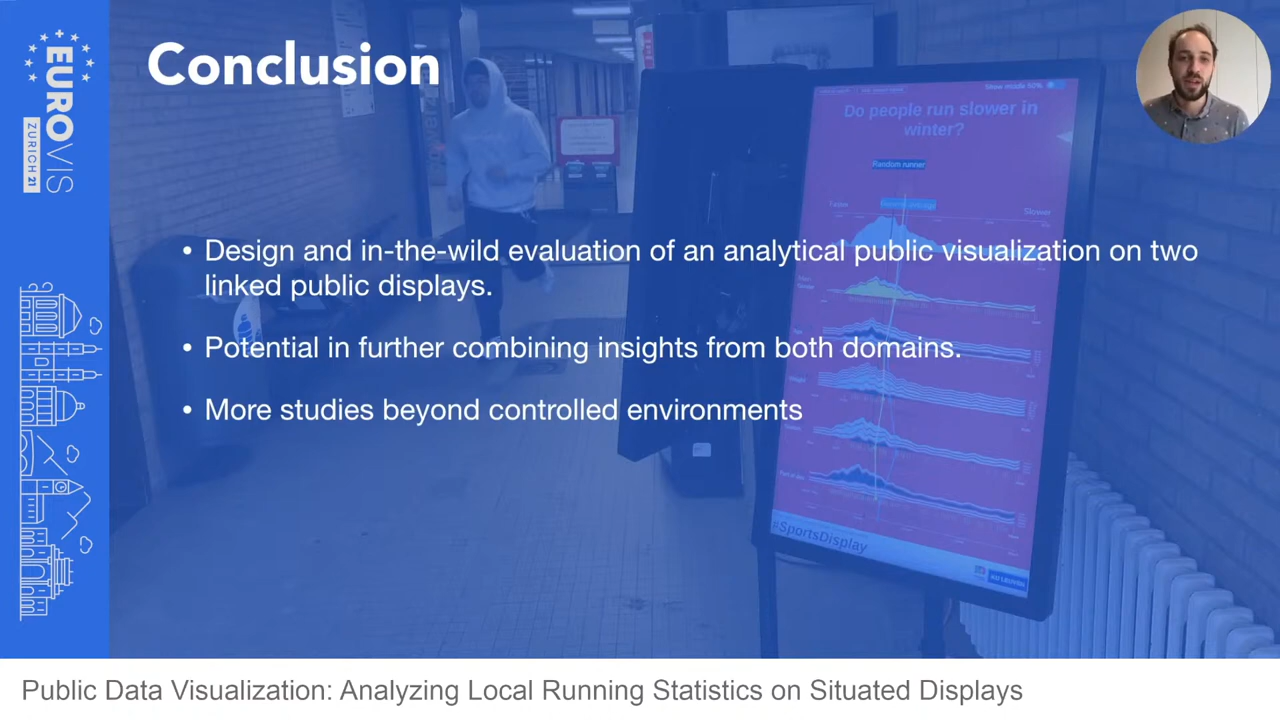 EUROVIS
ZURICH 21
Conclusion
Do people run slower in
winter?
Random runner
Slower
• Design and in-the-wild evaluation of an analytical public visualization on two
linked public displays.
• Potential in further combining insights from both domains.
• More studies beyond controlled environments
#SportsDisplay
KU LEUVEN
Public Data Visualization: Analyzing Local Running Statistics on Situated Displays